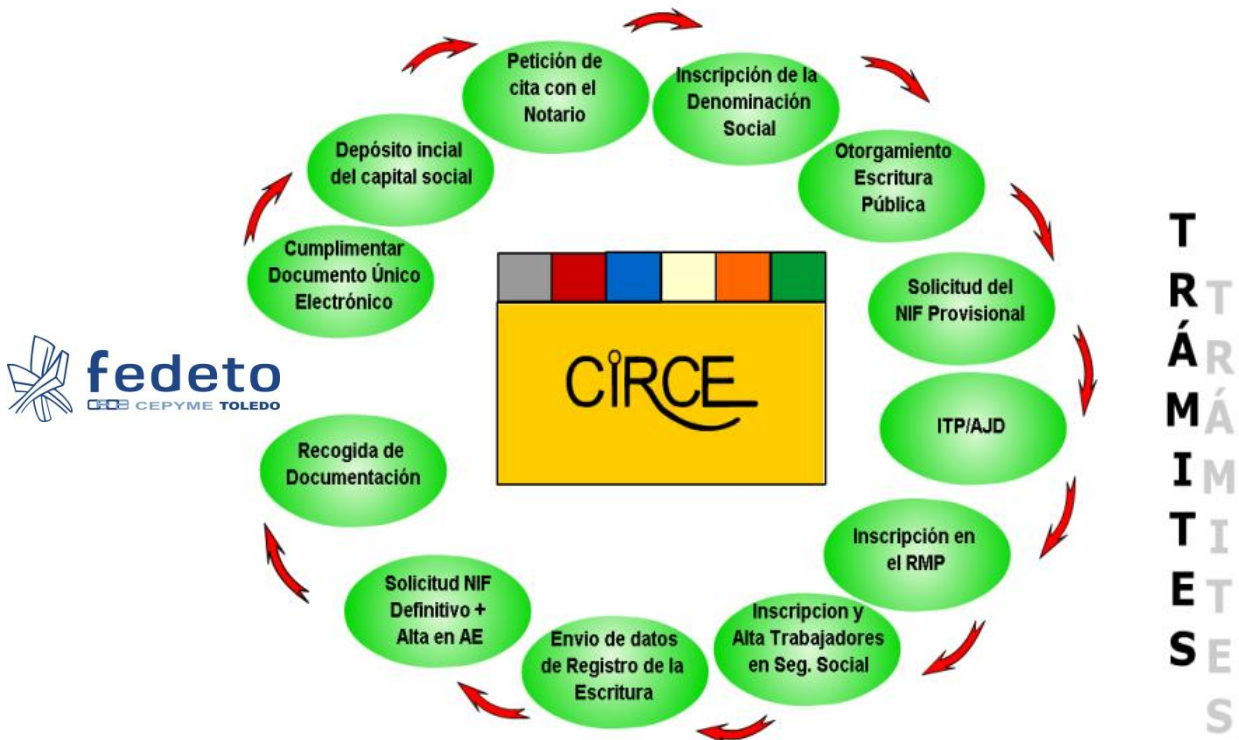 Petición de
cita con el
Notario
Inscripción de la
Denominación
Social
Otorgamiento
Escritura
Pública
Solicitud del
NIF Provisional
ITP/AJD
Inscripción en
el RMP
Inscripcion y
Alta Trabajadores
en Seg. Social
Envio de datos
de Registro de la
Escritura
Solicitud NIF
Definitivo +
Alta en AE
Recogida de
Documentación
Cumplimentar
Documento Único
Electrónico
Depósito incial
del capital social
CIRCE
fedeto
CECE CEPYME TOLEDO
TRÁMITES
TRÁMITES